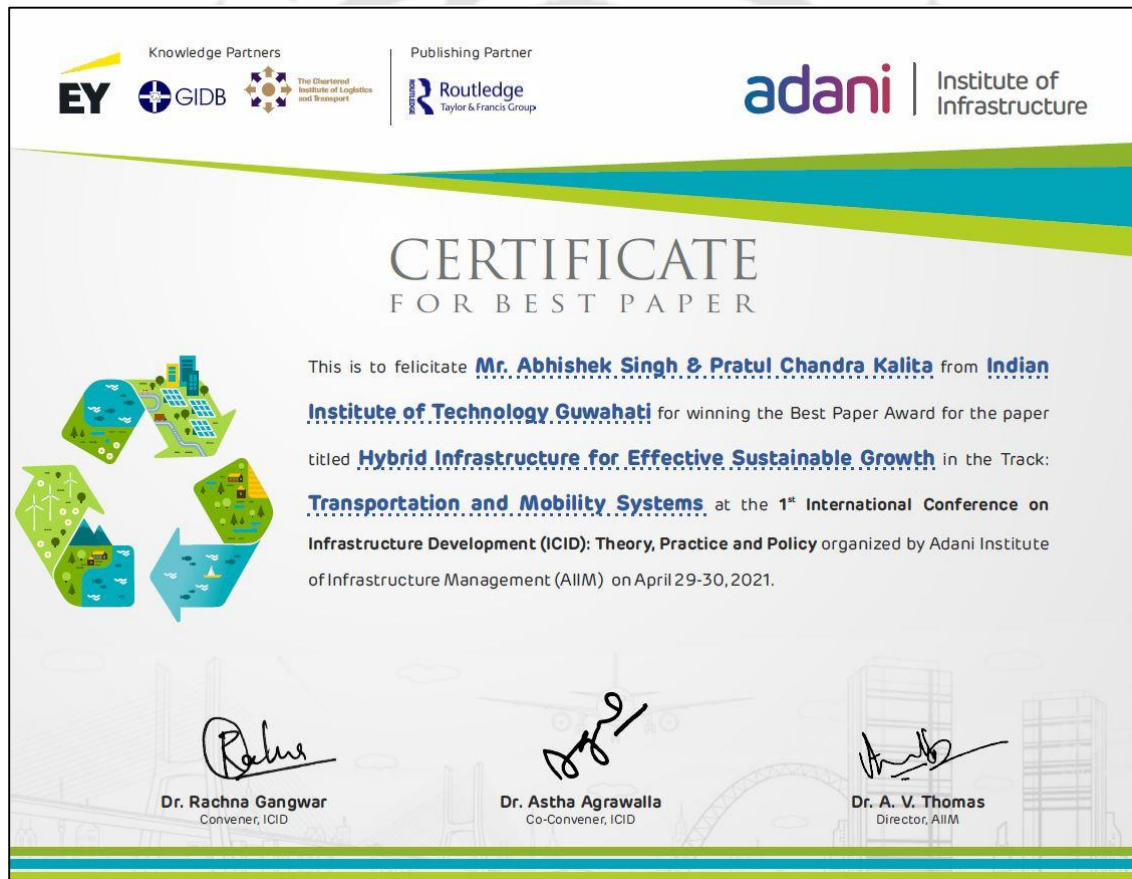 Knowledge Partners
EY
GIDB
The Chartered
Institute of Logistics
and Transport
Publishing Partner
ROUTLEDGE
Routledge
Taylor & Francis Group
adani
Institute of
Infrastructure
CERTIFICATE
FOR BEST PAPER
This is to felicitate Mr. Abhishek Singh & Pratul Chandra Kalita from Indian
Institute of Technology Guwahati for winning the Best Paper Award for the paper
titled Hybrid Infrastructure for Effective Sustainable Growth in the Track:
Transportation and Mobility Systems at the 1st International Conference on
Infrastructure Development (ICID): Theory, Practice and Policy organized by Adani Institute
of Infrastructure Management (AIIM) on April 29-30, 2021.
Dr. Rachna Gangwar
Convener, ICID
Dr. Astha Agrawalla
Co-Convener, ICID
Dr. A. V. Thomas
Director, AIIM